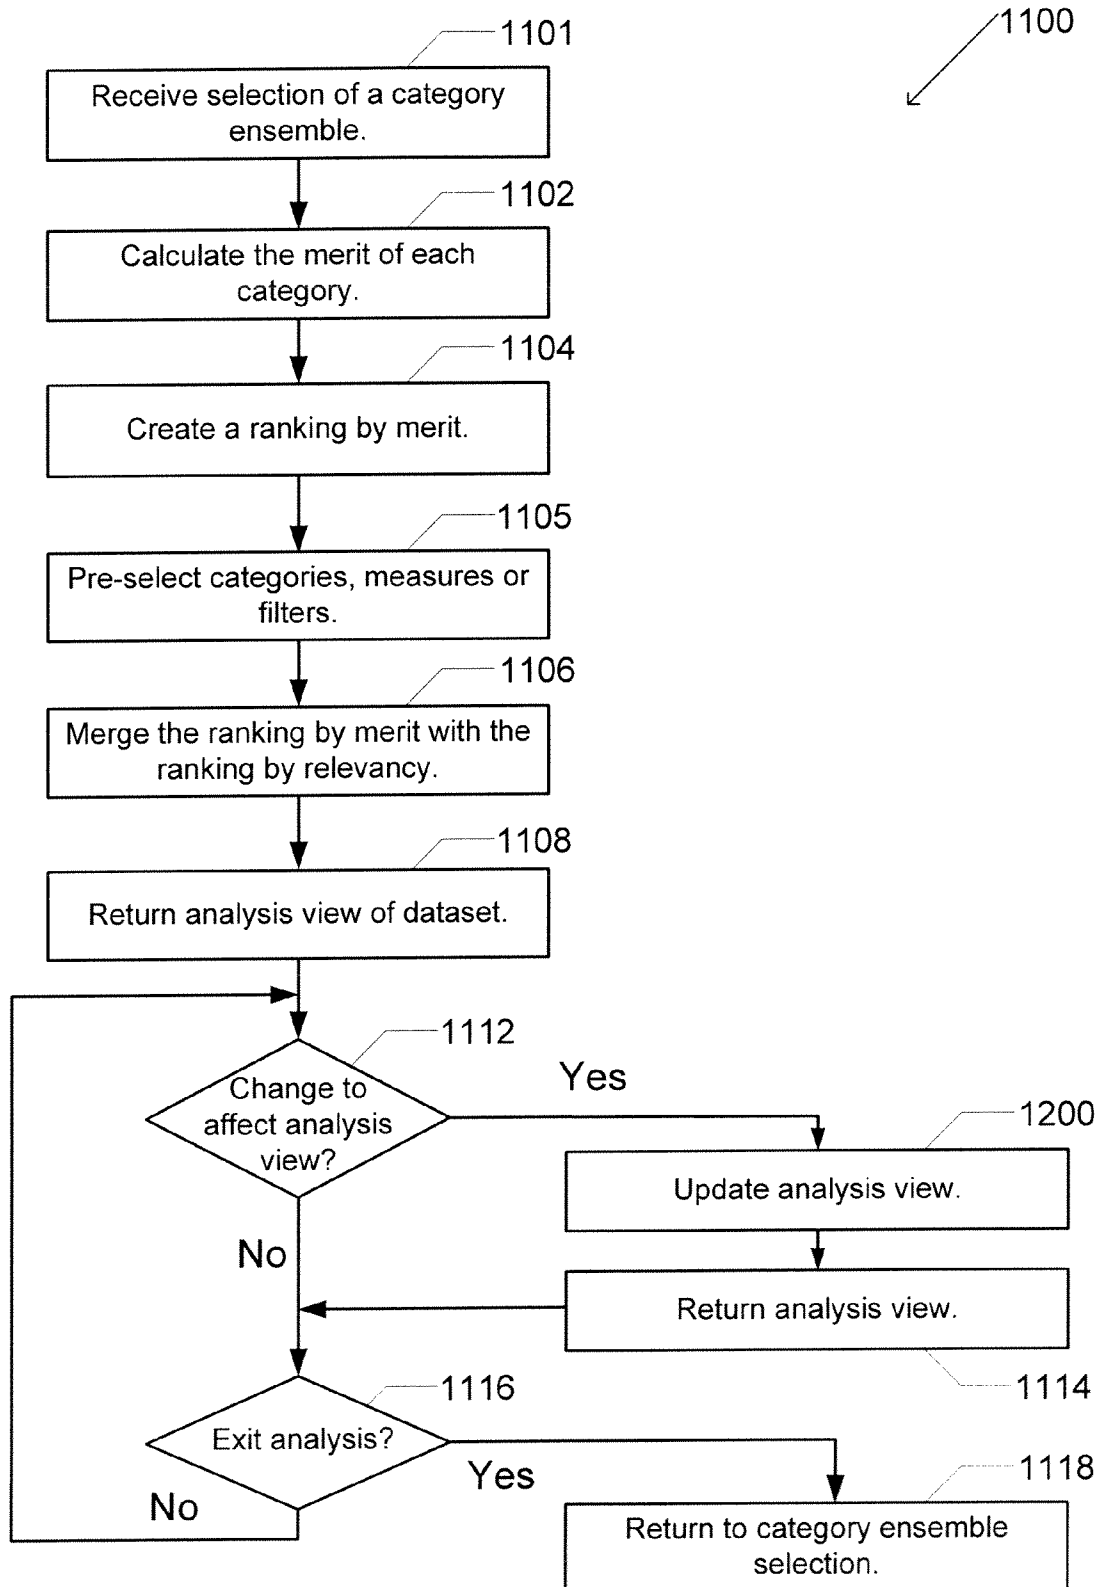 1100
1101
Receive selection of a category
ensemble.
1102
Calculate the merit of each
category.
1104
Create a ranking by merit.
1105
Pre-select categories, measures or
filters.
1106
Merge the ranking by merit with the
ranking by relevancy.
1108
Return analysis view of dataset.
1112
Change to
affect analysis
view?
Yes
1200
Update analysis view.
No
Return analysis view.
1114
1116
Exit analysis?
Yes
No
1118
Return to category ensemble
selection.